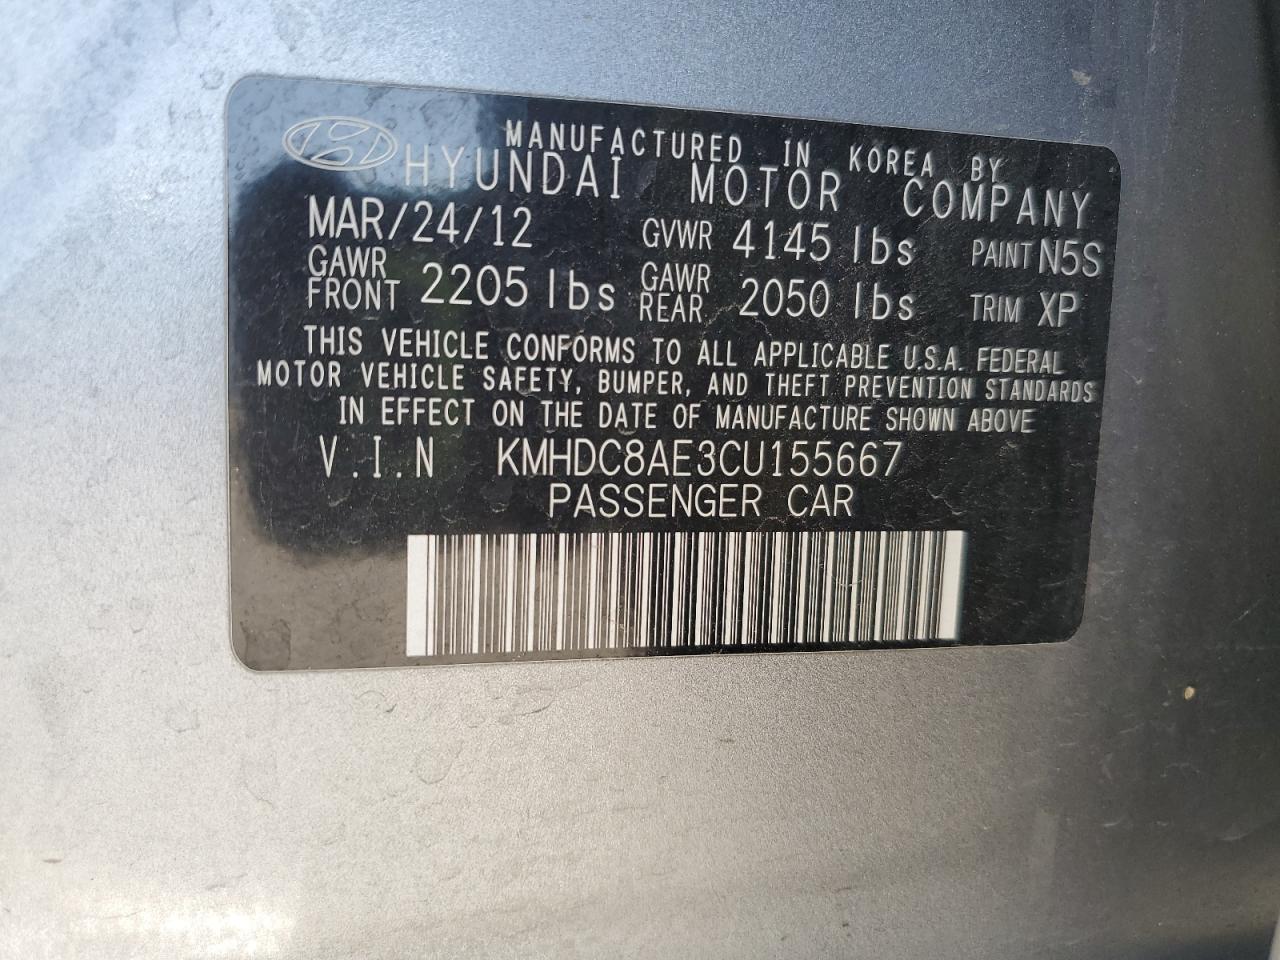 MANUFACTURED IN KOREA BY
HYUNDAI MOTOR COMPANY
MAR/24/12 GVWR 4145 lbs PAINT N5S
GAWR FRONT 2205 lbs GAWR REAR 2050 lbs TRIM XP
THIS VEHICLE CONFORMS TO ALL APPLICABLE U.S.A. FEDERAL
MOTOR VEHICLE SAFETY, BUMPER, AND THEFT PREVENTION STANDARDS
IN EFFECT ON THE DATE OF MANUFACTURE SHOWN ABOVE
V.I.N KMHDC8AE3CU155667
PASSENGER CAR